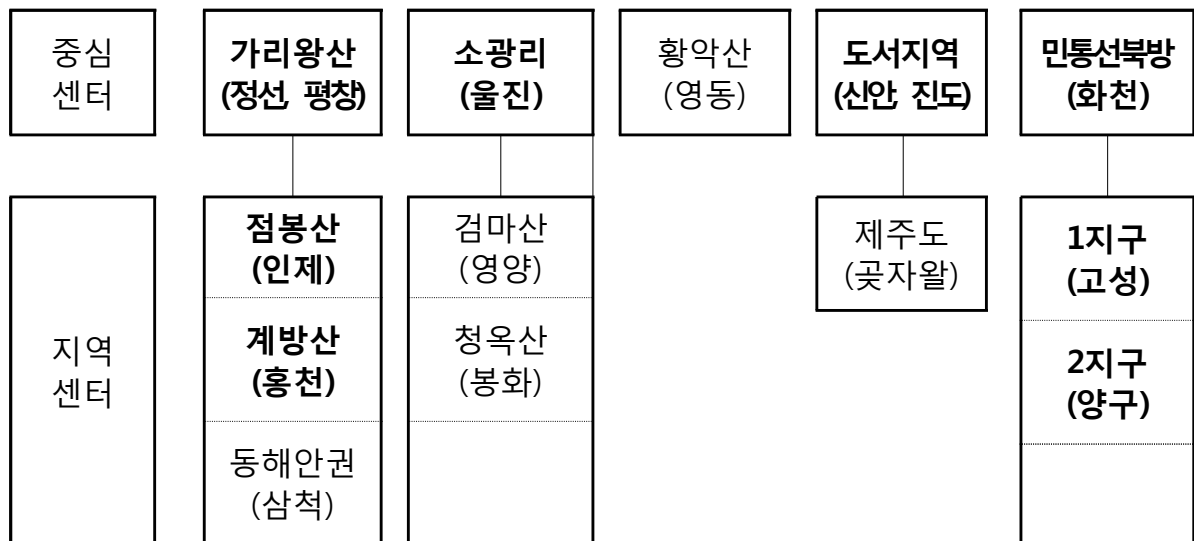 중심
센터
가리왕산
(정선, 평창)
소광리
(울진)
황악산
(영동)
도서지역
(신안, 진도)
민통선북방
(화천)
지역
센터
점봉산
(인제)
계방산
(홍천)
동해안권
(삼척)
검마산
(영양)
청옥산
(봉화)
제주도
(곶자왈)
1지구
(고성)
2지구
(양구)